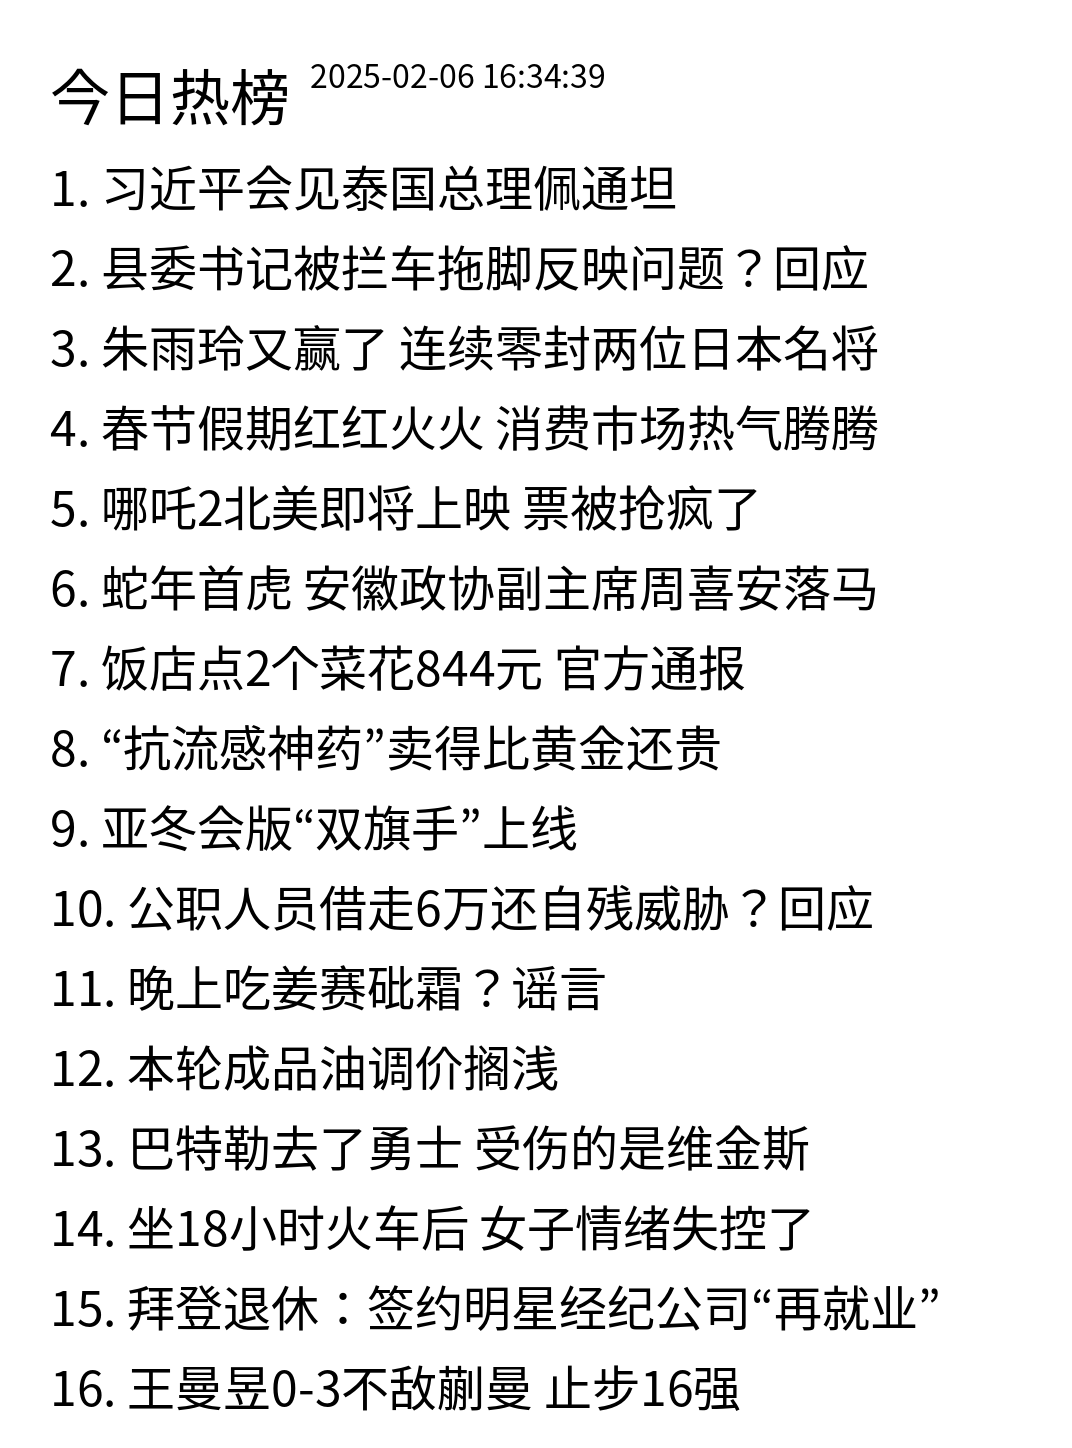 今日热榜 2025-02-06 16:34:39
1. 习近平会见泰国总理佩通坦
2. 县委书记被拦车拖脚反映问题？回应
3. 朱雨玲又赢了 连续零封两位日本名将
4. 春节假期红红火火 消费市场热气腾腾
5. 哪吒2北美即将上映 票被抢疯了
6. 蛇年首虎 安徽政协副主席周喜安落马
7. 饭店点2个菜花844元 官方通报
8. “抗流感神药”卖得比黄金还贵
9. 亚冬会版“双旗手”上线
10. 公职人员借走6万还自残威胁？回应
11. 晚上吃姜赛砒霜？谣言
12. 本轮成品油调价搁浅
13. 巴特勒去了勇士 受伤的是维金斯
14. 坐18小时火车后 女子情绪失控了
15. 拜登退休：签约明星经纪公司“再就业”
16. 王曼昱0-3不敌蒯曼 止步16强